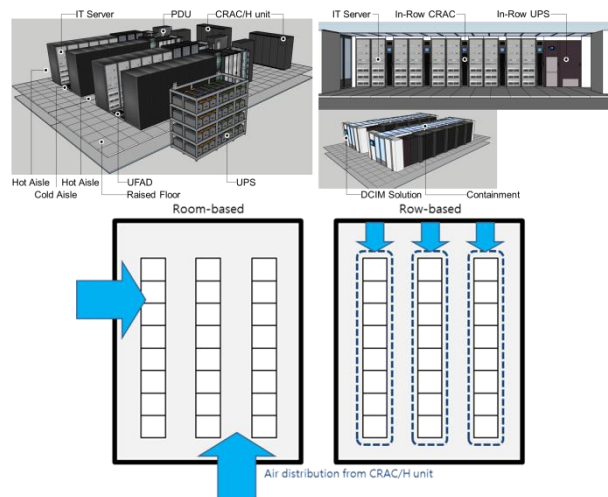 IT Server
PDU
CRAC/H unit
Hot Aisle
Cold Aisle
Hot Aisle
UFAD
Raised Floor
UPS
IT Server
In-Row CRAC
In-Row UPS
DCIM Solution
Containment
Room-based
Row-based
Air distribution from CRAC/H unit